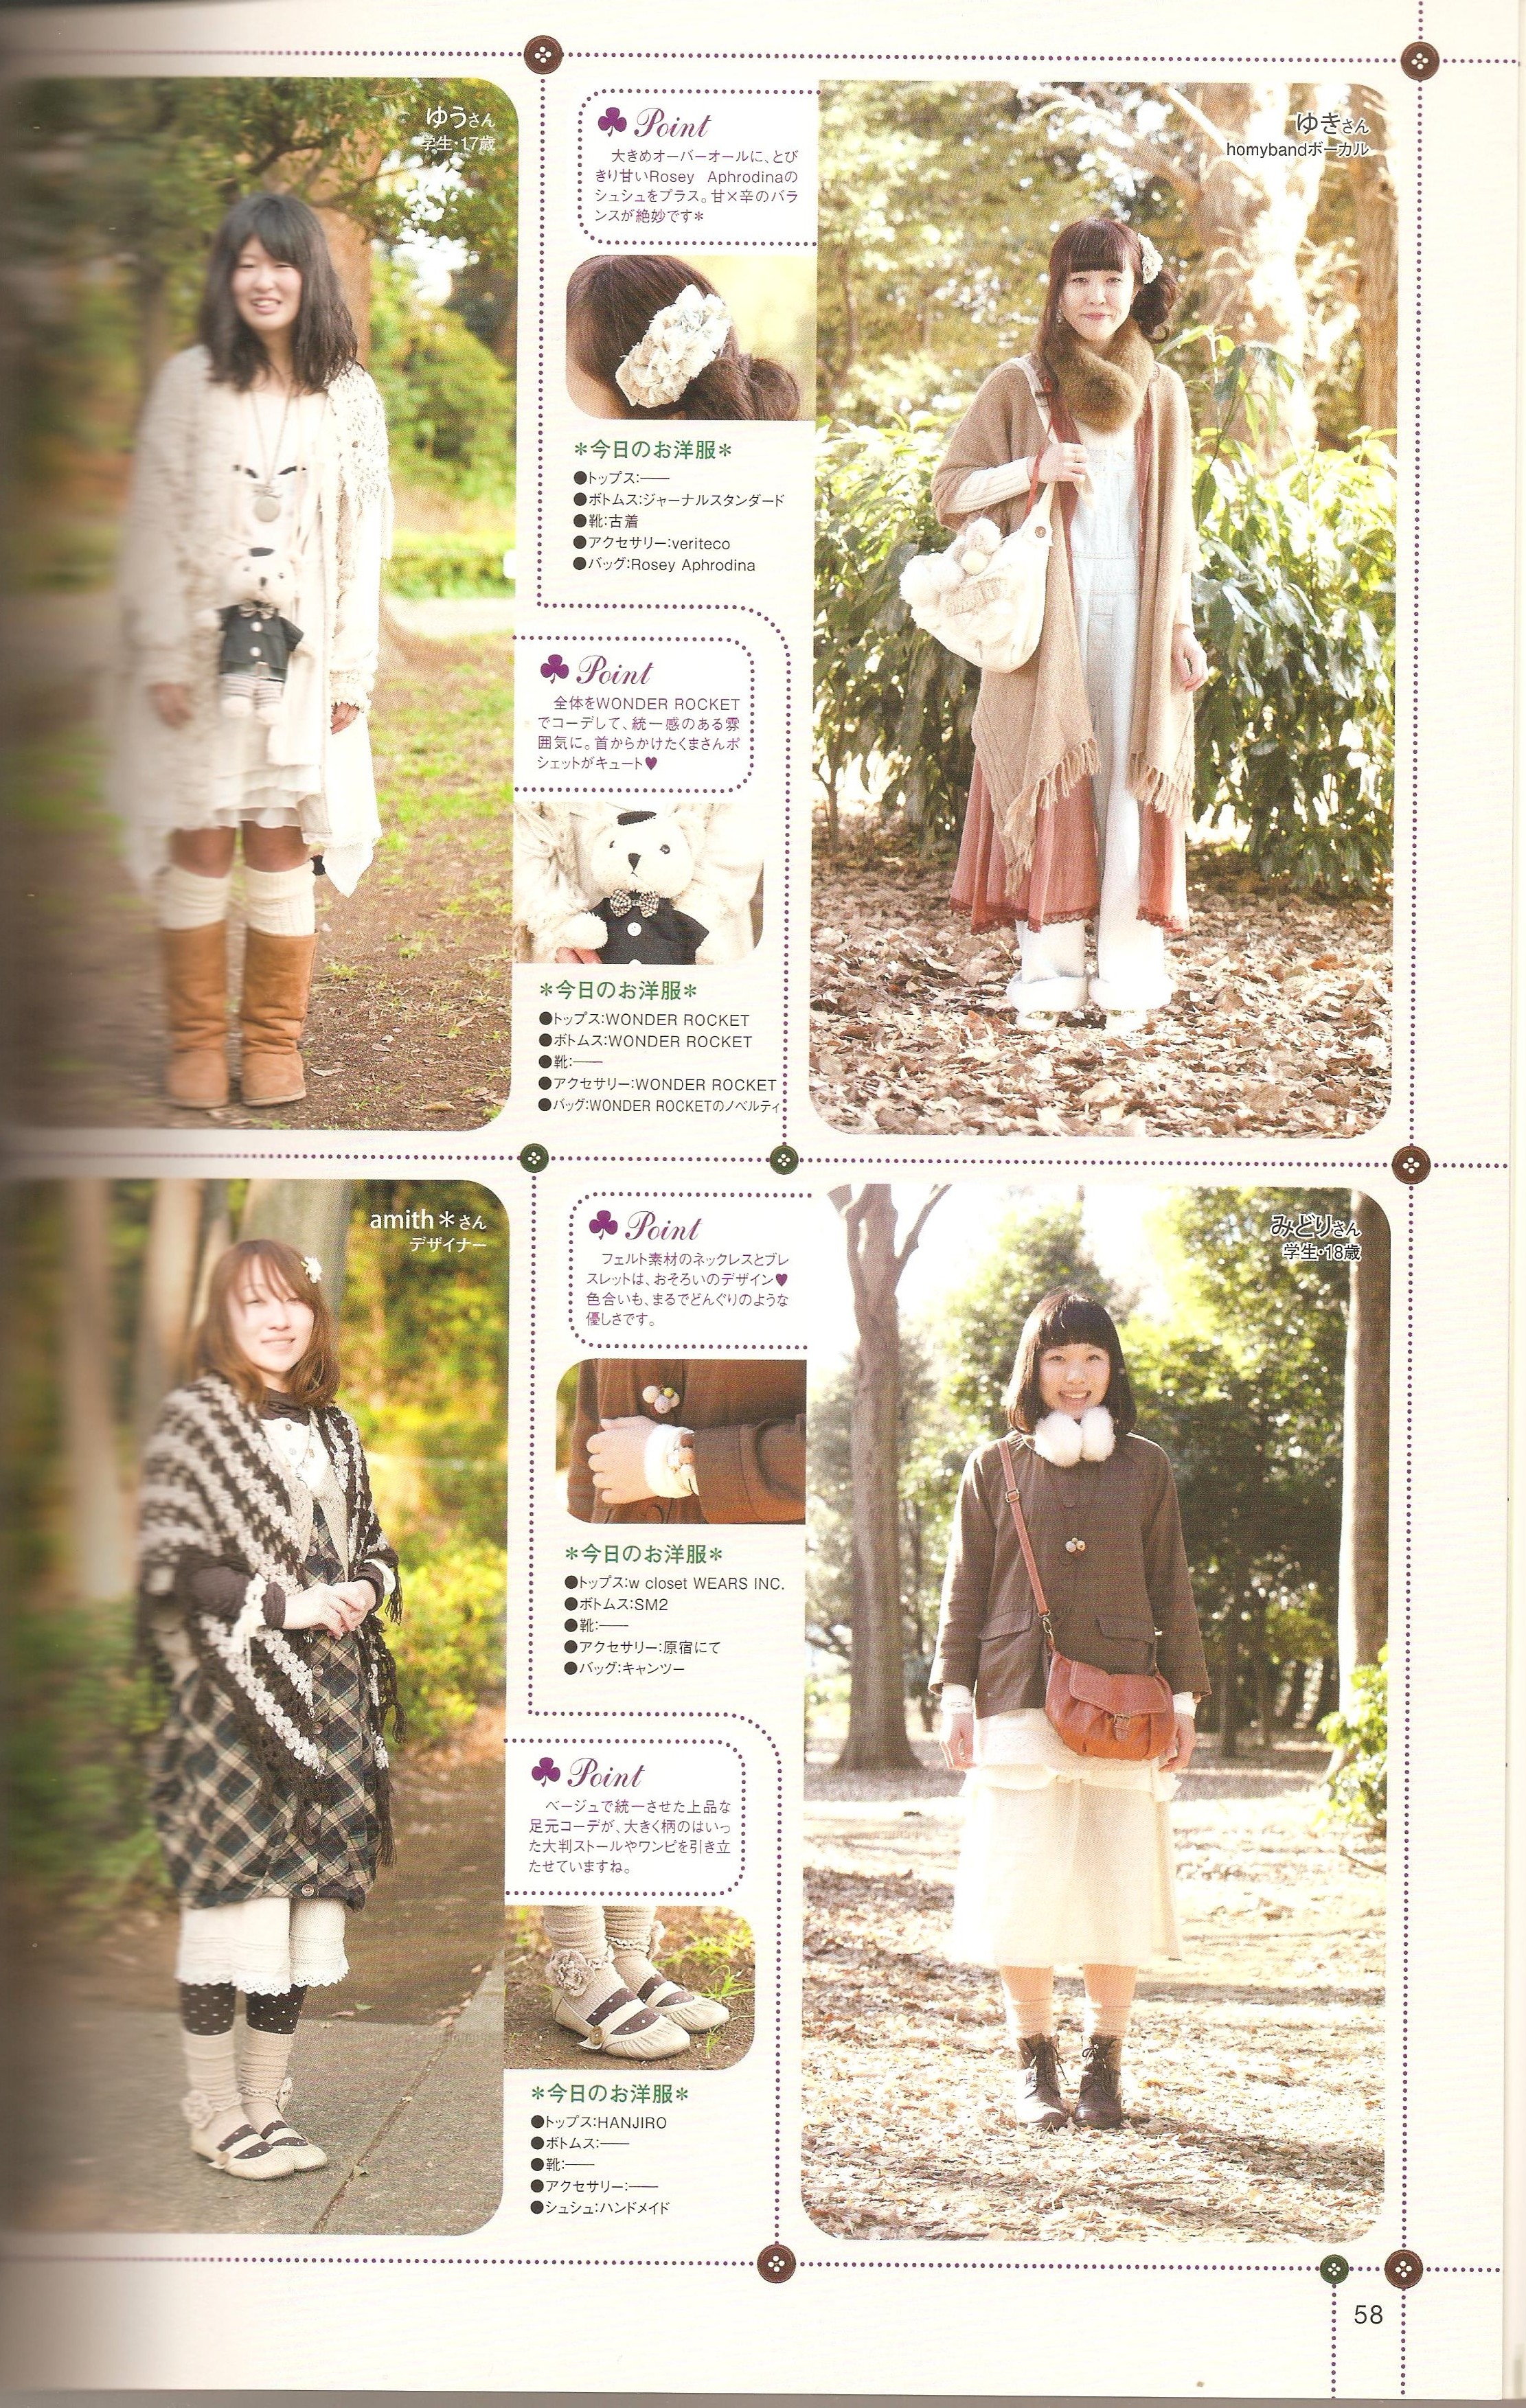 ゆうさん
学生・17歳
Point
大きめオーバーオールに、とび
きり甘いRosey Aphrodinaの
シュシュをプラス。甘×辛のバラ
ンスが絶妙です*
*今日のお洋服*
●トップス:――
●ボトムス:ジャーナルスタンダード
●靴:古着
●アクセサリー:veriteco
●バッグ:Rosey Aphrodina
ゆきさん
homybandボーカル
Point
全体をWONDER ROCKET
でコーデして、統一感のある雰
囲気に。首からかけたくまさんポ
シェットがキュート♥
*今日のお洋服*
●トップス:WONDER ROCKET
●ボトムス:WONDER ROCKET
●靴:――
●アクセサリー:WONDER ROCKET
●バッグ:WONDER ROCKETのノベルティ
amith*さん
デザイナー
Point
フェルト素材のネックレスとブレ
スレットは、おそろいのデザイン♥
色合いも、まるでどんぐりのような
優しさです。
*今日のお洋服*
●トップス:w closet WEARS INC.
●ボトムス:SM2
●靴:――
●アクセサリー:原宿にて
●バッグ:キャンツー
みどりさん
学生・18歳
Point
ベージュで統一させた上品な
足元コーデが、大きく柄のはいっ
た大判ストールやワンピを引き立
たせていますね。
*今日のお洋服*
●トップス:HANJIRO
●ボトムス:――
●靴:――
●アクセサリー:――
●シュシュ:ハンドメイド
58